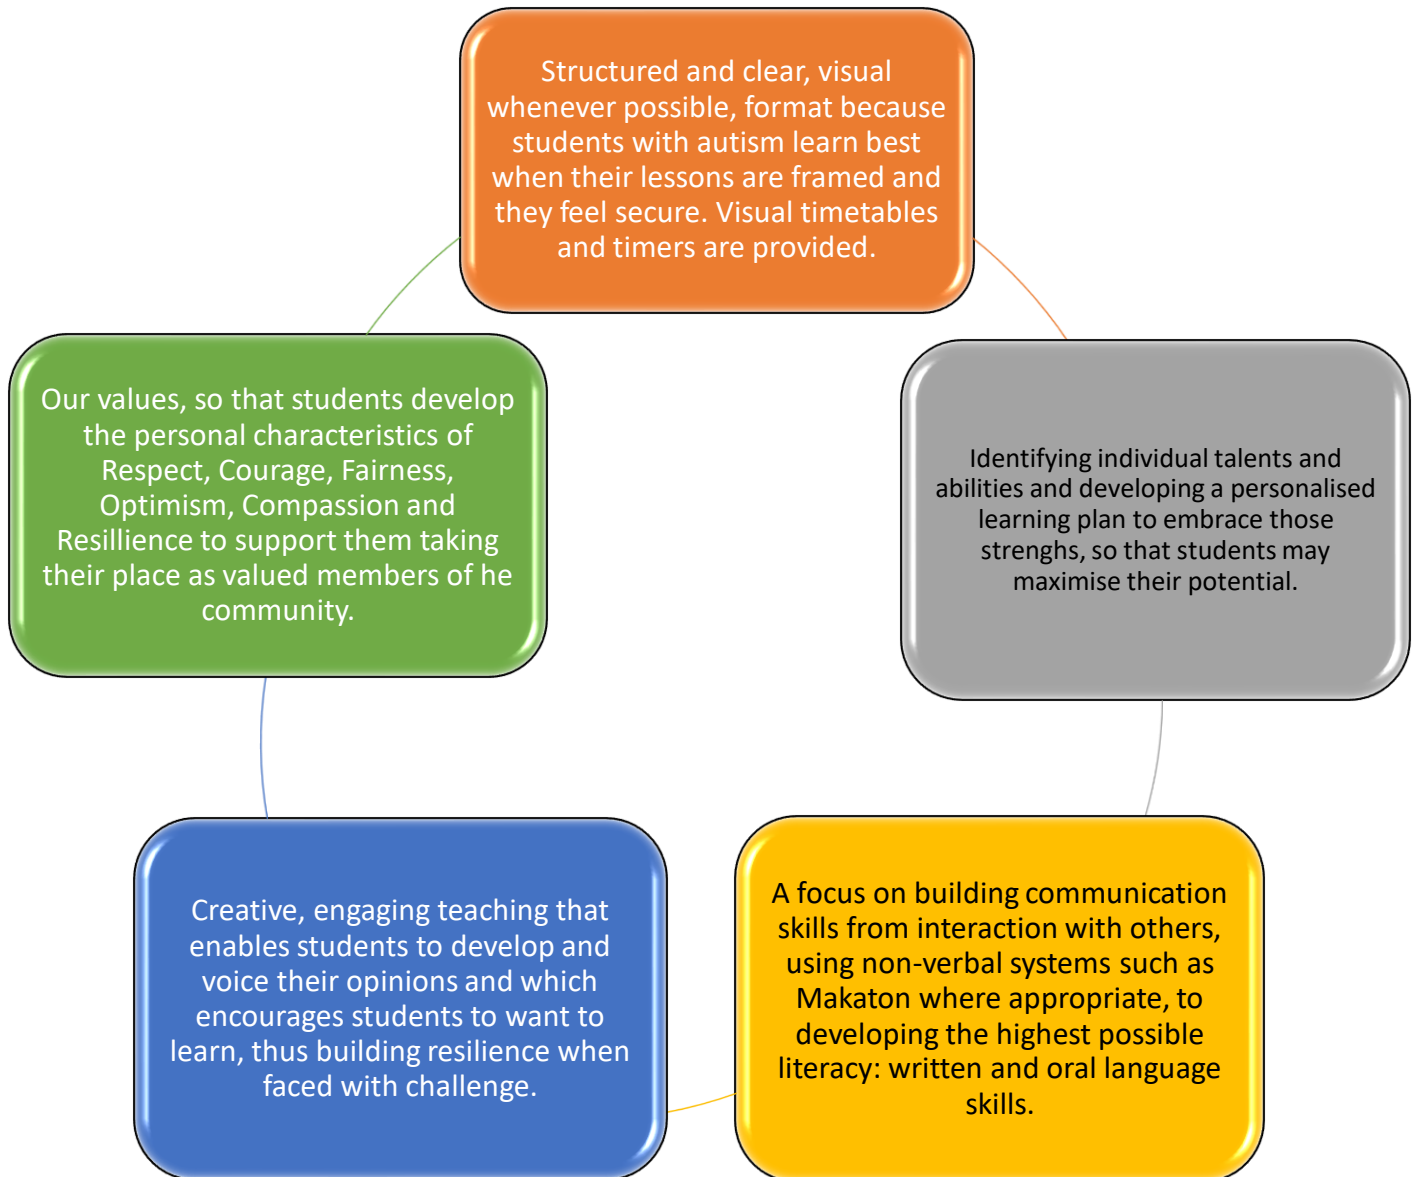 Structured and clear, visual
whenever possible, format because
students with autism learn best
when their lessons are framed and
they feel secure. Visual timetables
and timers are provided.
Identifying individual talents and
abilities and developing a personalised
learning plan to embrace those
strenghs, so that students may
maximise their potential.
A focus on building communication
skills from interaction with others,
using non-verbal systems such as
Makaton where appropriate, to
developing the highest possible
literacy: written and oral language
skills.
Creative, engaging teaching that
enables students to develop and
voice their opinions and which
encourages students to want to
learn, thus building resilience when
faced with challenge.
Our values, so that students develop
the personal characteristics of
Respect, Courage, Fairness,
Optimism, Compassion and
Resillience to support them taking
their place as valued members of he
community.